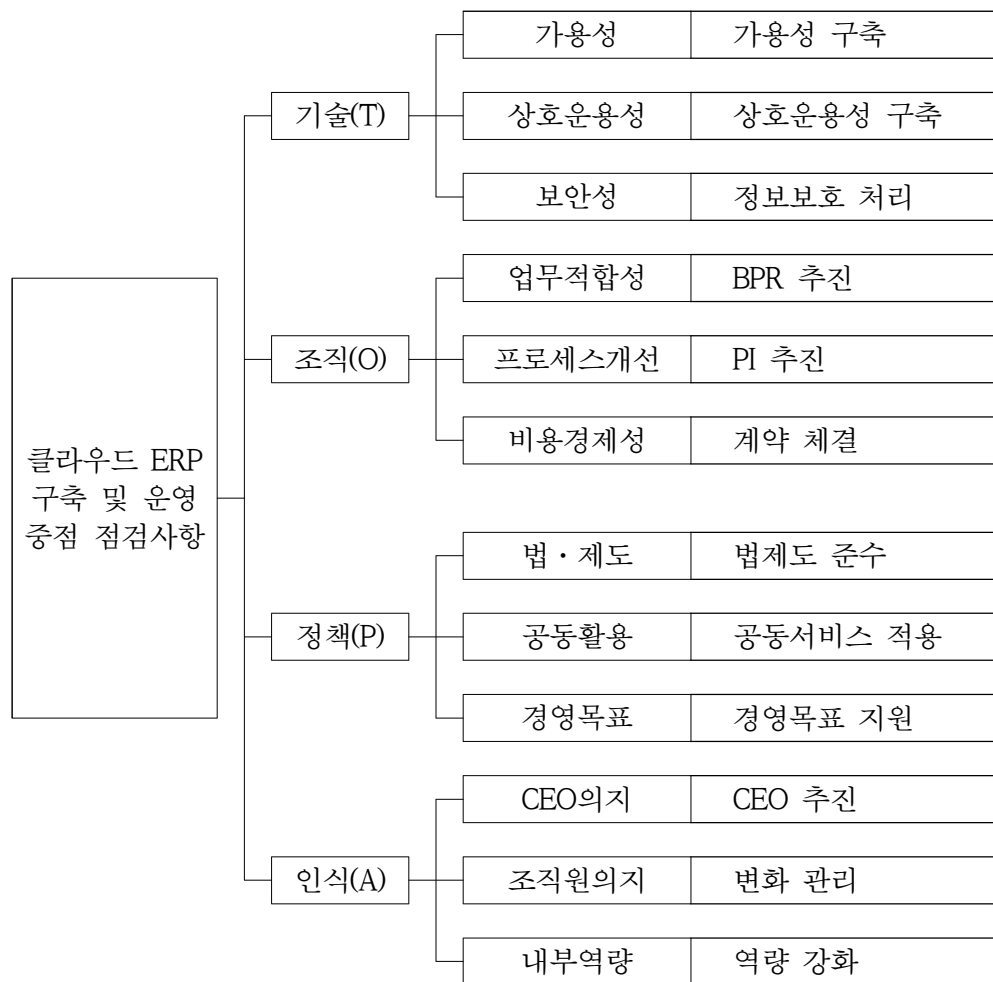 클라우드 ERP
구축 및 운영
중점 점검사항
기술(T)
가용성 가용성 구축
상호운용성 상호운용성 구축
보안성 정보보호 처리
조직(O)
업무적합성 BPR 추진
프로세스개선 PI 추진
비용경제성 계약 체결
정책(P)
법·제도 법제도 준수
공동활용 공동서비스 적용
경영목표 경영목표 지원
인식(A)
CEO의지 CEO 추진
조직원의지 변화 관리
내부역량 역량 강화